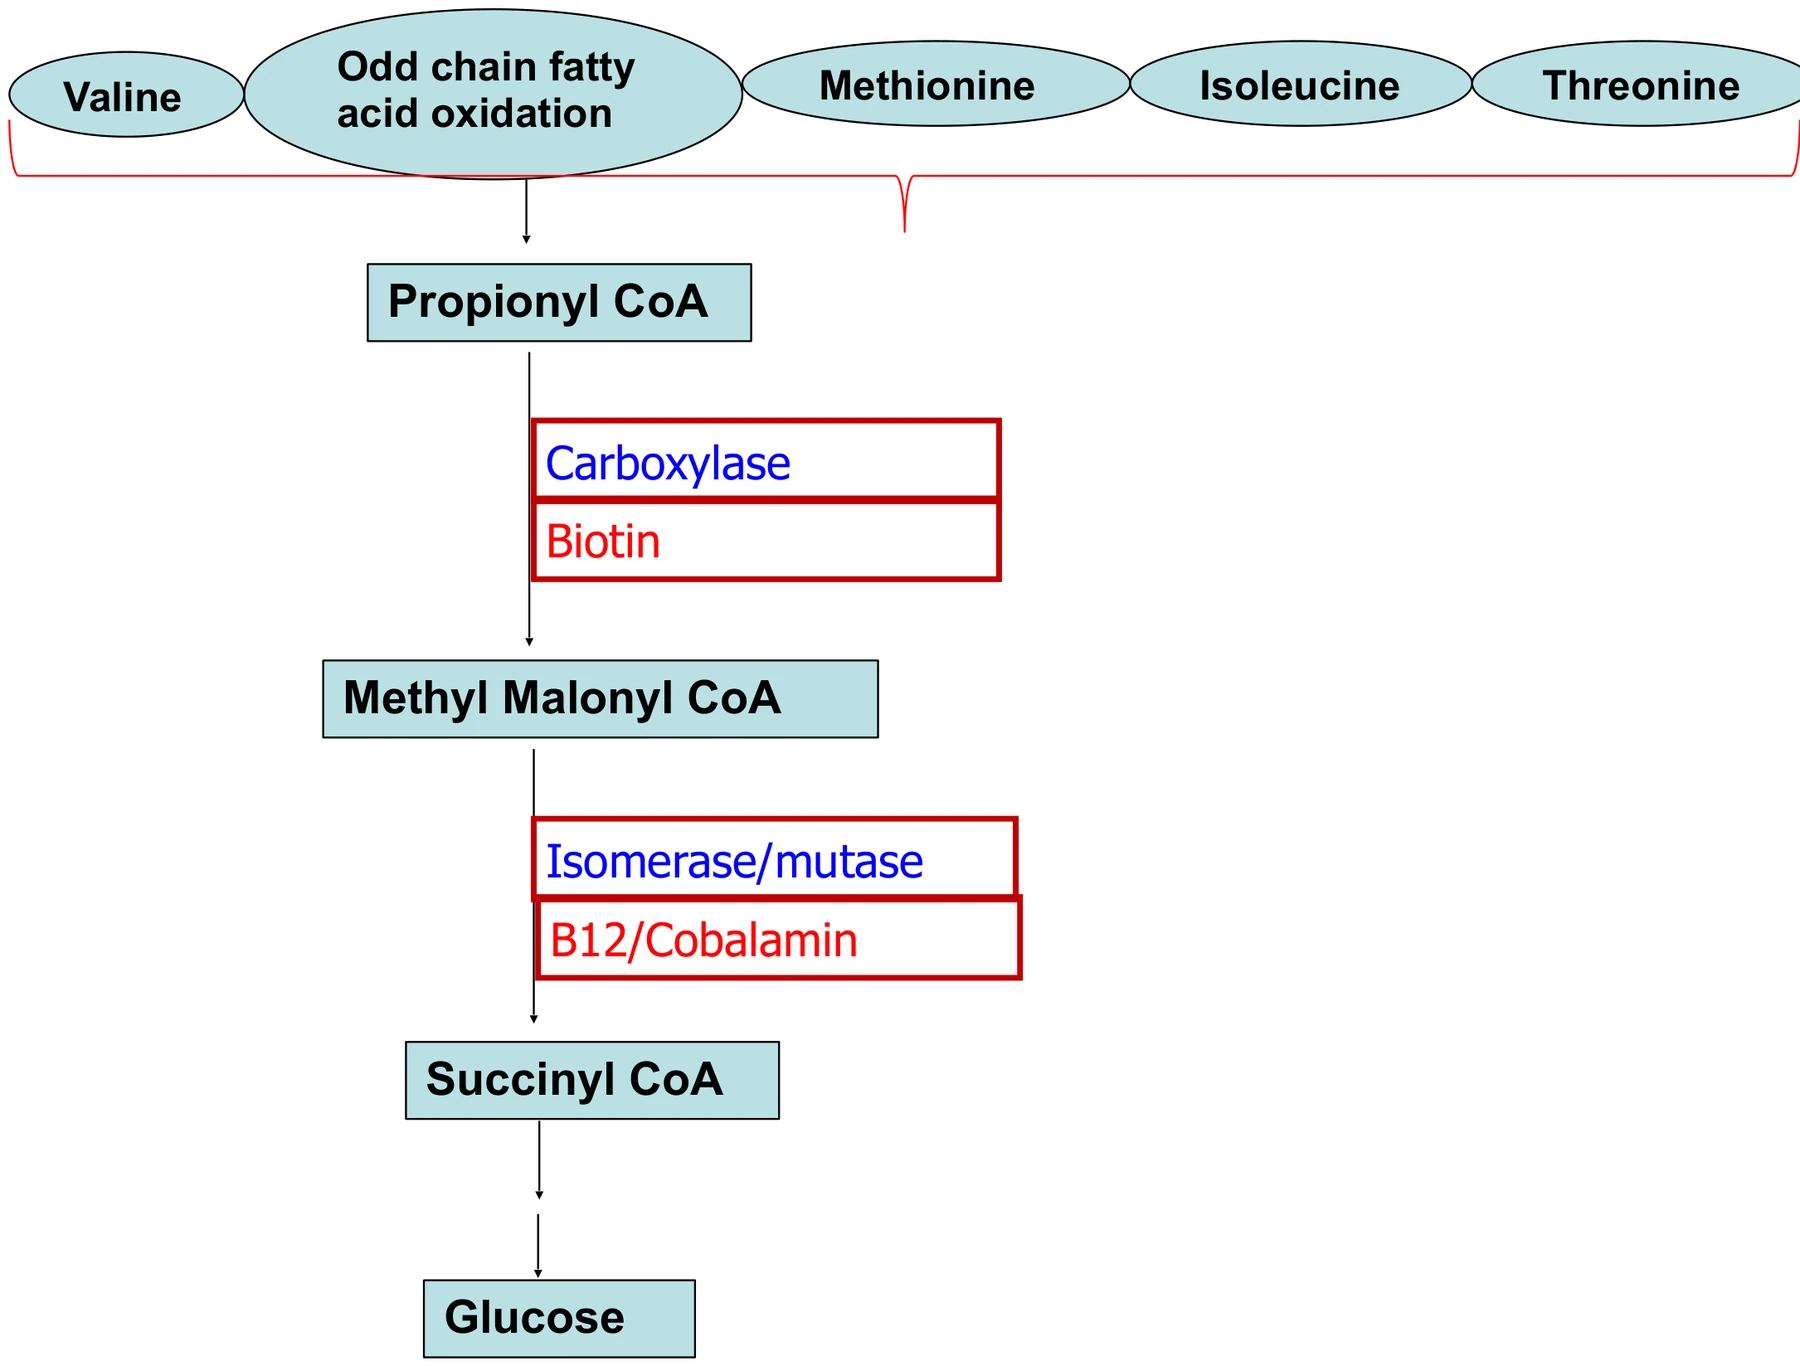 Valine
Odd chain fatty
acid oxidation
Methionine
Isoleucine
Threonine
Propionyl CoA
Carboxylase
Biotin
Methyl Malonyl CoA
Isomerase/mutase
B12/Cobalamin
Succinyl CoA
Glucose